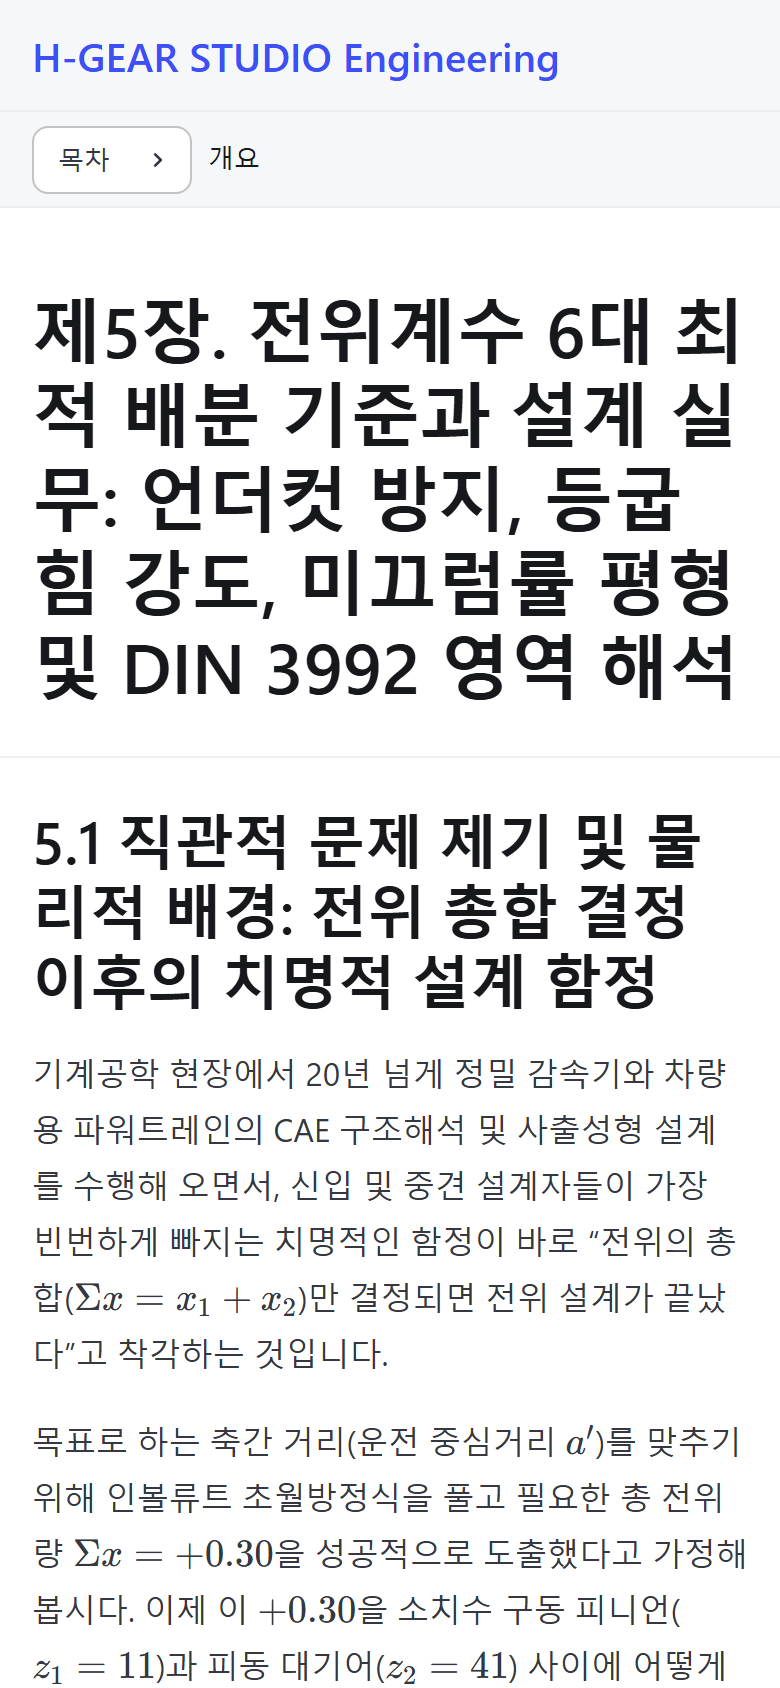 H-GEAR STUDIO Engineering
목차 › 개요
제5장. 전위계수 6대 최
적 배분 기준과 설계 실
무: 언더컷 방지, 등굽
힘 강도, 미끄럼률 평형
및 DIN 3992 영역 해석
5.1 직관적 문제 제기 및 물
리적 배경: 전위 총합 결정
이후의 치명적 설계 함정
기계공학 현장에서 20년 넘게 정밀 감속기와 차량
용 파워트레인의 CAE 구조해석 및 사출성형 설계
를 수행해 오면서, 신입 및 중견 설계자들이 가장
빈번하게 빠지는 치명적인 함정이 바로 “전위의 총
합(Σx = x₁ + x₂)만 결정되면 전위 설계가 끝났
다”고 착각하는 것입니다.
목표로 하는 축간 거리(운전 중심거리 a′)를 맞추기
위해 인볼류트 초월방정식을 풀고 필요한 총 전위
량 Σx = +0.30을 성공적으로 도출했다고 가정해
봅시다. 이제 이 +0.30을 소치수 구동 피니언(
z₁ = 11)과 피동 대기어(z₂ = 41) 사이에 어떻게